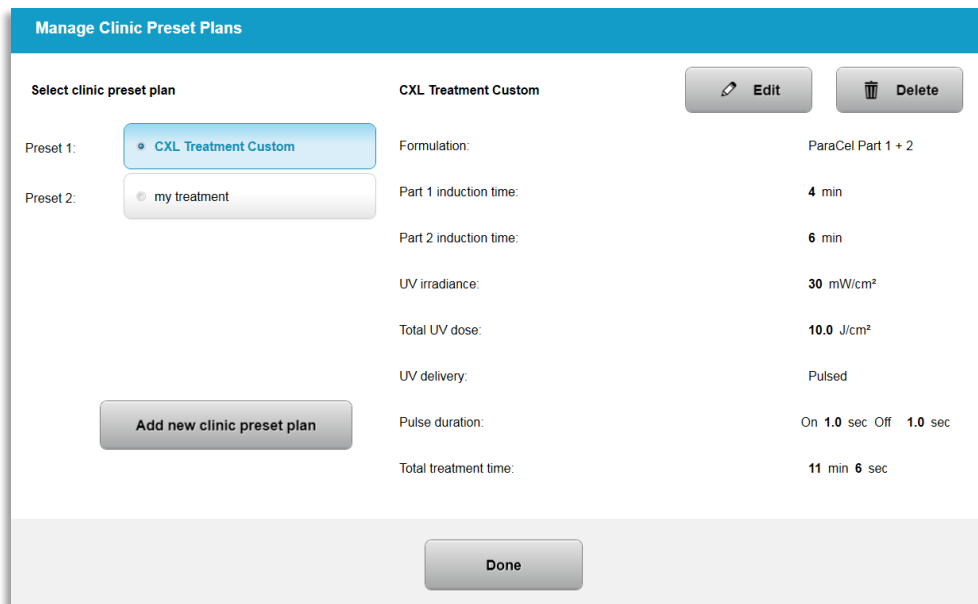 Manage Clinic Preset Plans
Select clinic preset plan
CXL Treatment Custom
Edit
Delete
Preset 1:
CXL Treatment Custom
Preset 2:
my treatment
Add new clinic preset plan
Formulation: ParaCel Part 1 + 2
Part 1 induction time: 4 min
Part 2 induction time: 6 min
UV irradiance: 30 mW/cm²
Total UV dose: 10.0 J/cm²
UV delivery: Pulsed
Pulse duration: On 1.0 sec Off 1.0 sec
Total treatment time: 11 min 6 sec
Done